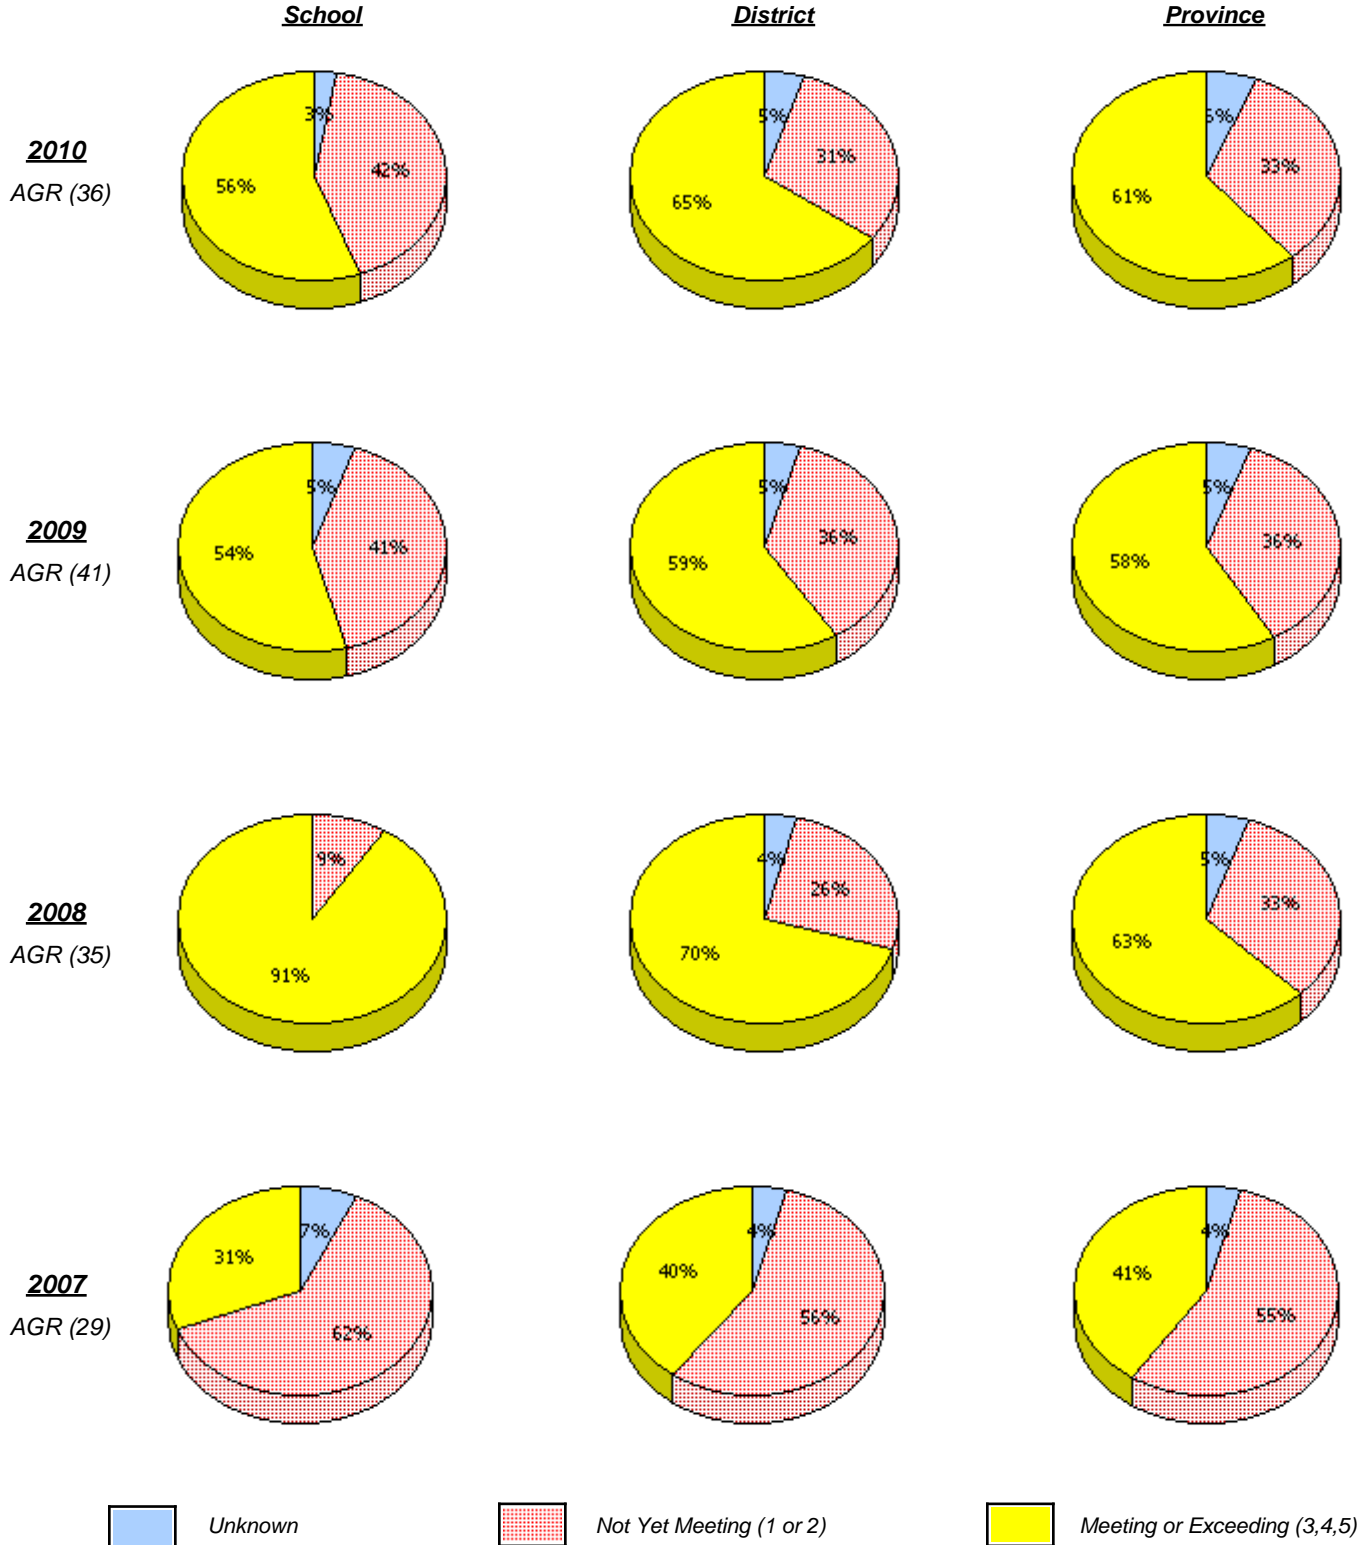 School District Province
2010
AGR (36)
3% 42% 56%
5% 31% 65%
6% 33% 61%
2009
AGR (41)
5% 41% 54%
5% 36% 59%
5% 36% 58%
2008
AGR (35)
9% 91%
4% 26% 70%
5% 33% 63%
2007
AGR (29)
7% 62% 31%
4% 56% 40%
4% 55% 41%
Unknown Not Yet Meeting (1 or 2) Meeting or Exceeding (3,4,5)